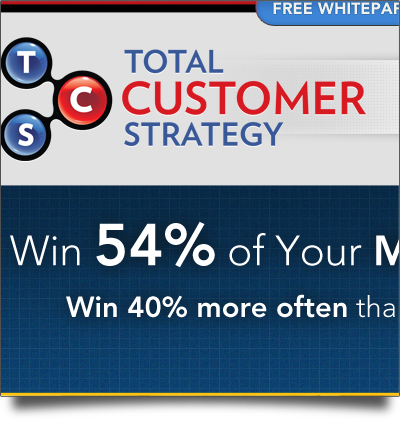 FREE WHITEPAP
T
C
S
TOTAL
CUSTOMER
STRATEGY
Win 54% of Your M
Win 40% more often tha